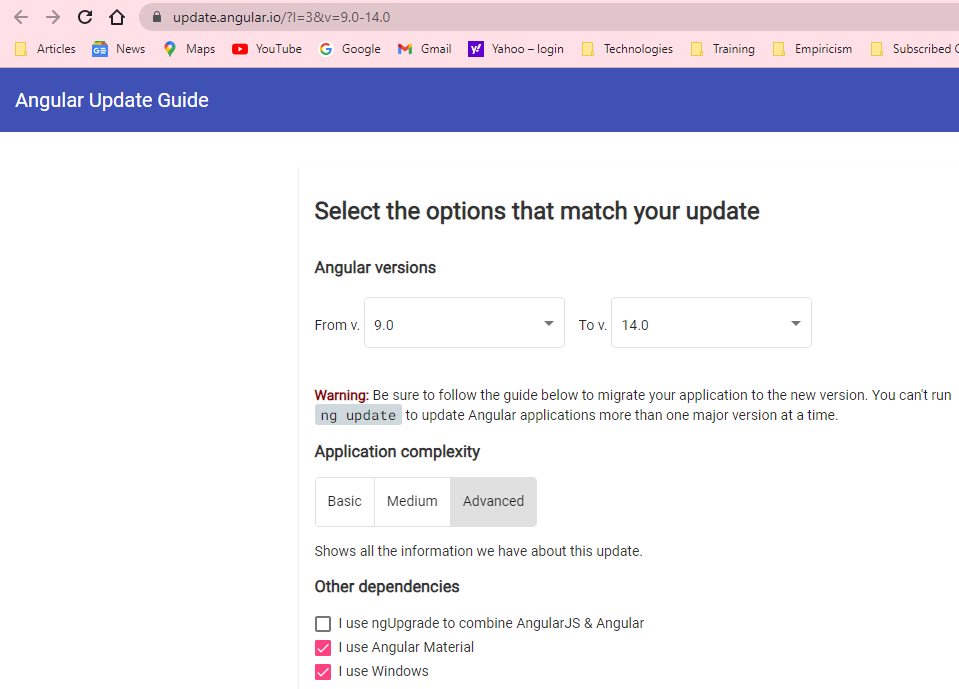 update.angular.io/?l=3&v=9.0-14.0
Articles News Maps YouTube Google Gmail Yahoo – login Technologies Training Empiricism Subscribed
Angular Update Guide
Select the options that match your update
Angular versions
From v. 9.0 To v. 14.0
Warning: Be sure to follow the guide below to migrate your application to the new version. You can't run
ng update to update Angular applications more than one major version at a time.
Application complexity
Basic Medium Advanced
Shows all the information we have about this update.
Other dependencies
I use ngUpgrade to combine AngularJS & Angular
I use Angular Material
I use Windows